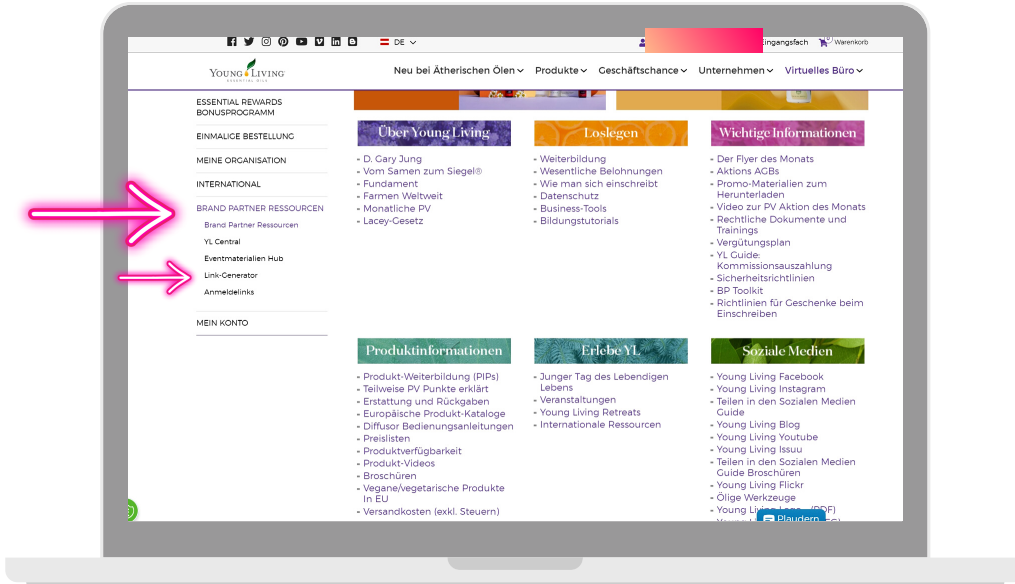 DE
Eingangsfach
0
Warenkorb
YOUNG LIVING
ESSENTIAL OILS
Neu bei Ätherischen Ölen
Produkte
Geschäftschance
Unternehmen
Virtuelles Büro
ESSENTIAL REWARDS
BONUSPROGRAMM
EINMALIGE BESTELLUNG
MEINE ORGANISATION
INTERNATIONAL
BRAND PARTNER RESSOURCEN
Brand Partner Ressourcen
YL Central
Eventmaterialien Hub
Link-Generator
Anmeldelinks
MEIN KONTO
Über Young Living
D. Gary Jung
Vom Samen zum Siegel®
Fundament
Farmen Weltweit
Monatliche PV
Lacey-Gesetz
Loslegen
Weiterbildung
Wesentliche Belohnungen
Wie man sich einschreibt
Datenschutz
Business-Tools
Bildungstutorials
Wichtige Informationen
Der Flyer des Monats
Aktions AGBs
Promo-Materialien zum
Herunterladen
Video zur PV Aktion des Monats
Rechtliche Dokumente und
Trainings
Vergütungsplan
YL Guide:
Kommissionsauszahlung
Sicherheitsrichtlinien
BP Toolkit
Richtlinien für Geschenke beim
Einschreiben
Produktinformationen
Produkt-Weiterbildung (PIPs)
Teilweise PV Punkte erklärt
Erstattung und Rückgaben
Europäische Produkt-Kataloge
Diffusor Bedienungsanleitungen
Preislisten
Produktverfügbarkeit
Produkt-Videos
Broschüren
Vegane/vegetarische Produkte
In EU
Versandkosten (exkl. Steuern)
Erlebe YL
Junger Tag des Lebendigen
Lebens
Veranstaltungen
Young Living Retreats
Internationale Ressourcen
Soziale Medien
Young Living Facebook
Young Living Instagram
Teilen in den Sozialen Medien
Guide
Young Living Blog
Young Living Youtube
Young Living Issuu
Teilen in den Sozialen Medien
Guide Broschüren
Young Living Flickr
Ölige Werkzeuge
Young Living Logo (PDF)
Plaudern